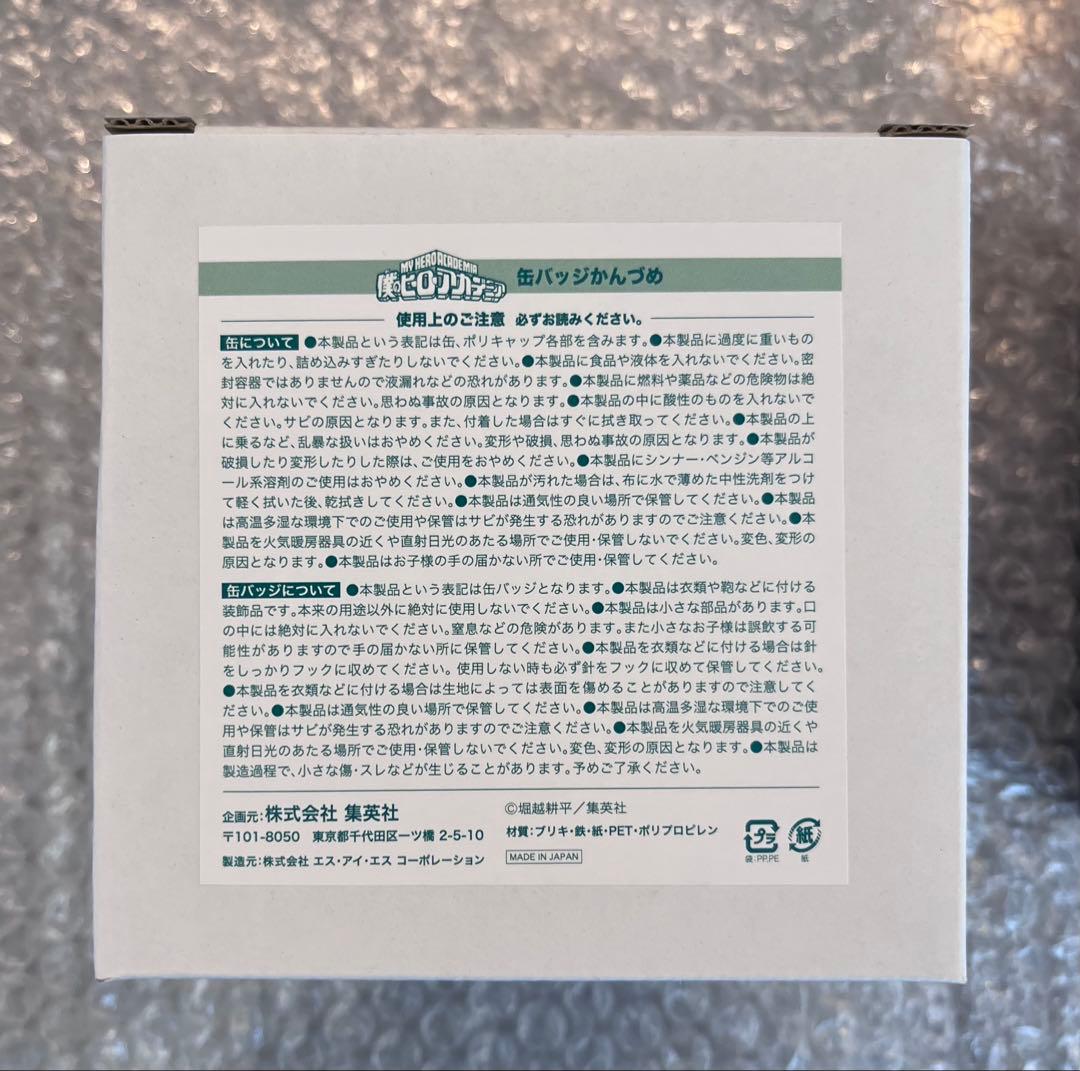 MY HERO ACADEMIA
僕のヒーローアカデミア 缶バッジかんづめ
使用上のご注意 必ずお読みください。
缶について ●本製品という表記は缶、ポリキャップ各部を含みます。●本製品に過度に重いもの
を入れたり、詰め込みすぎたりしないでください。●本製品に食品や液体を入れないでください。密
封容器ではありませんので液漏れなどの恐れがあります。●本製品に燃料や薬品などの危険物は絶
対に入れないでください。思わぬ事故の原因となります。●本製品の中に酸性のものを入れないで
ください。サビの原因となります。また、付着した場合はすぐに拭き取ってください。●本製品の上
に乗るなど、乱暴な扱いはおやめください。変形や破損、思わぬ事故の原因となります。●本製品が
破損したり変形したりした際は、ご使用をおやめください。●本製品にシンナー・ベンジン等アルコ
ール系溶剤のご使用はおやめください。●本製品が汚れた場合は、布に水で薄めた中性洗剤をつけ
て軽く拭いた後、乾拭きしてください。●本製品は通気性の良い場所で保管してください。●本製品
は高温多湿な環境下でのご使用や保管はサビが発生する恐れがありますのでご注意ください。●本
製品を火気暖房器具の近くや直射日光のあたる場所でご使用・保管しないでください。変色、変形の
原因となります。●本製品はお子様の手の届かない所でご使用・保管してください。
缶バッジについて ●本製品という表記は缶バッジとなります。●本製品は衣類や鞄などに付ける
装飾品です。本来の用途以外に絶対に使用しないでください。●本製品は小さな部品があります。口
の中には絶対に入れないでください。窒息などの危険があります。また小さなお子様は誤飲する可
能性がありますので手の届かない所に保管してください。●本製品を衣類などに付ける場合は針
をしっかりフックに収めてください。使用しない時も必ず針をフックに収めて保管してください。
●本製品を衣類などに付ける場合は生地によっては表面を傷めることがありますので注意してく
ださい。●本製品は通気性の良い場所で保管してください。●本製品は高温多湿な環境下でのご使
用や保管はサビが発生する恐れがありますのでご注意ください。●本製品を火気暖房器具の近くや
直射日光のあたる場所でご使用・保管しないでください。変色、変形の原因となります。●本製品は
製造過程で、小さな傷・スレなどが生じることがあります。予めご了承ください。
企画元:株式会社 集英社
〒101-8050 東京都千代田区一ツ橋 2-5-10
製造元:株式会社 エス・アイ・エス コーポレーション
©堀越耕平/集英社
材質:ブリキ・鉄・紙・PET・ポリプロピレン
MADE IN JAPAN
プラ
袋:PP,PE
紙
紙